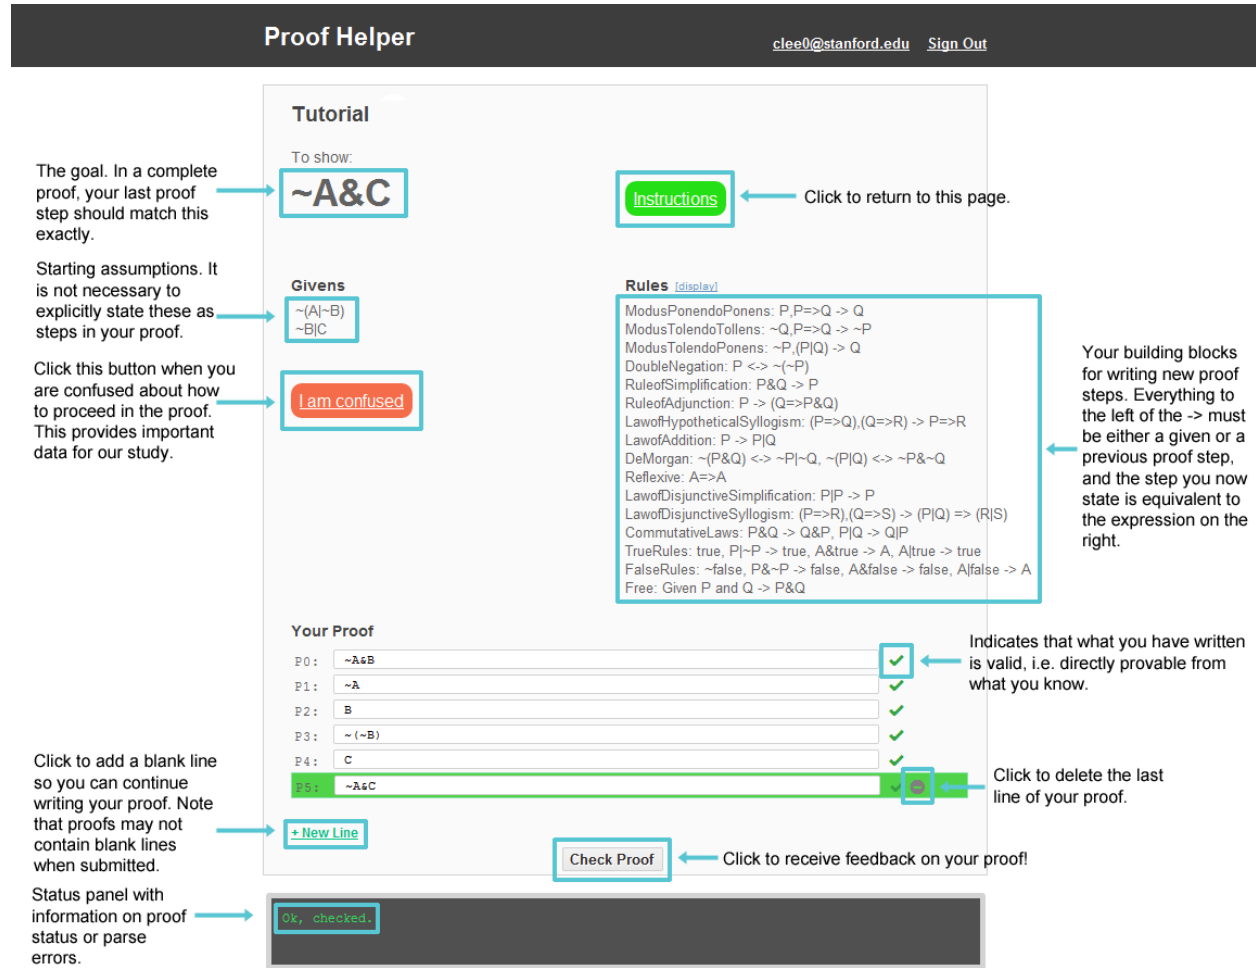 Proof Helper
clee0@stanford.edu Sign Out
Tutorial
To show:
~A&C
The goal. In a complete
proof, your last proof
step should match this
exactly.
Instructions
Click to return to this page.
Starting assumptions. It
is not necessary to
explicitly state these as
steps in your proof.
Givens
~(A|~B)
~B|C
Click this button when you
are confused about how
to proceed in the proof.
This provides important
data for our study.
I am confused
Rules [display]
ModusPonendoPonens: P,P=>Q -> Q
ModusTolendoTollens: ~Q,P=>Q -> ~P
ModusTolendoPonens: ~P,(P|Q) -> Q
DoubleNegation: P <-> ~(~P)
RuleofSimplification: P&Q -> P
RuleofAdjunction: P -> (Q=>P&Q)
LawofHypotheticalSyllogism: (P=>Q),(Q=>R) -> P=>R
LawofAddition: P -> P|Q
DeMorgan: ~(P&Q) <-> ~P|~Q, ~(P|Q) <-> ~P&~Q
Reflexive: A=>A
LawofDisjunctiveSimplification: P|P -> P
LawofDisjunctiveSyllogism: (P=>R),(Q=>S) -> (P|Q) => (R|S)
CommutativeLaws: P&Q -> Q&P, P|Q -> Q|P
TrueRules: true, P|~P -> true, A&true -> A, A|true -> true
FalseRules: ~false, P&~P -> false, A&false -> false, A|false -> A
Free: Given P and Q -> P&Q
Your building blocks
for writing new proof
steps. Everything to
the left of the -> must
be either a given or a
previous proof step,
and the step you now
state is equivalent to
the expression on the
right.
Your Proof
P0: ~A&B
P1: ~A
P2: B
P3: ~(~B)
P4: C
P5: ~A&C
Indicates that what you have written
is valid, i.e. directly provable from
what you know.
Click to delete the last
line of your proof.
Click to add a blank line
so you can continue
writing your proof. Note
that proofs may not
contain blank lines
when submitted.
+ New Line
Check Proof
Click to receive feedback on your proof!
Status panel with
information on proof
status or parse
errors.
Ok, checked.